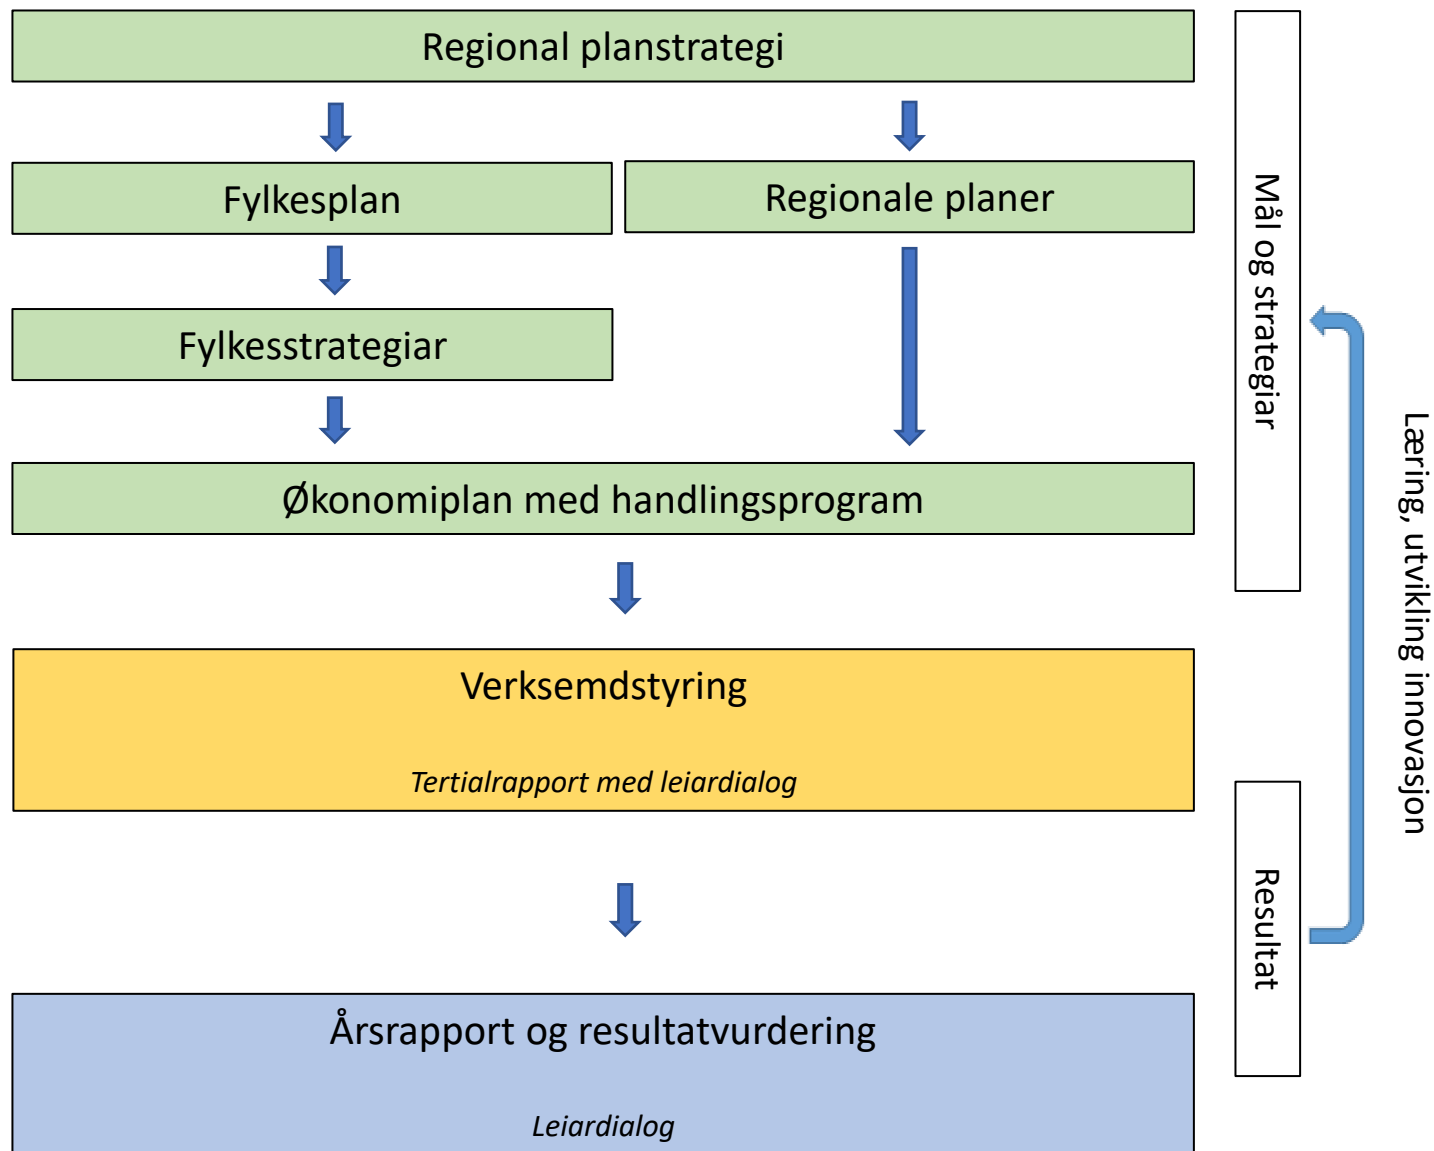 Regional planstrategi
Fylkesplan
Regionale planer
Fylkesstrategiar
Økonomiplan med handlingsprogram
Verksemdstyring
Tertialrapport med leiardialog
Årsrapport og resultatvurdering
Leiardialog
Mål og strategiar
Resultat
Læring, utvikling innovasjon